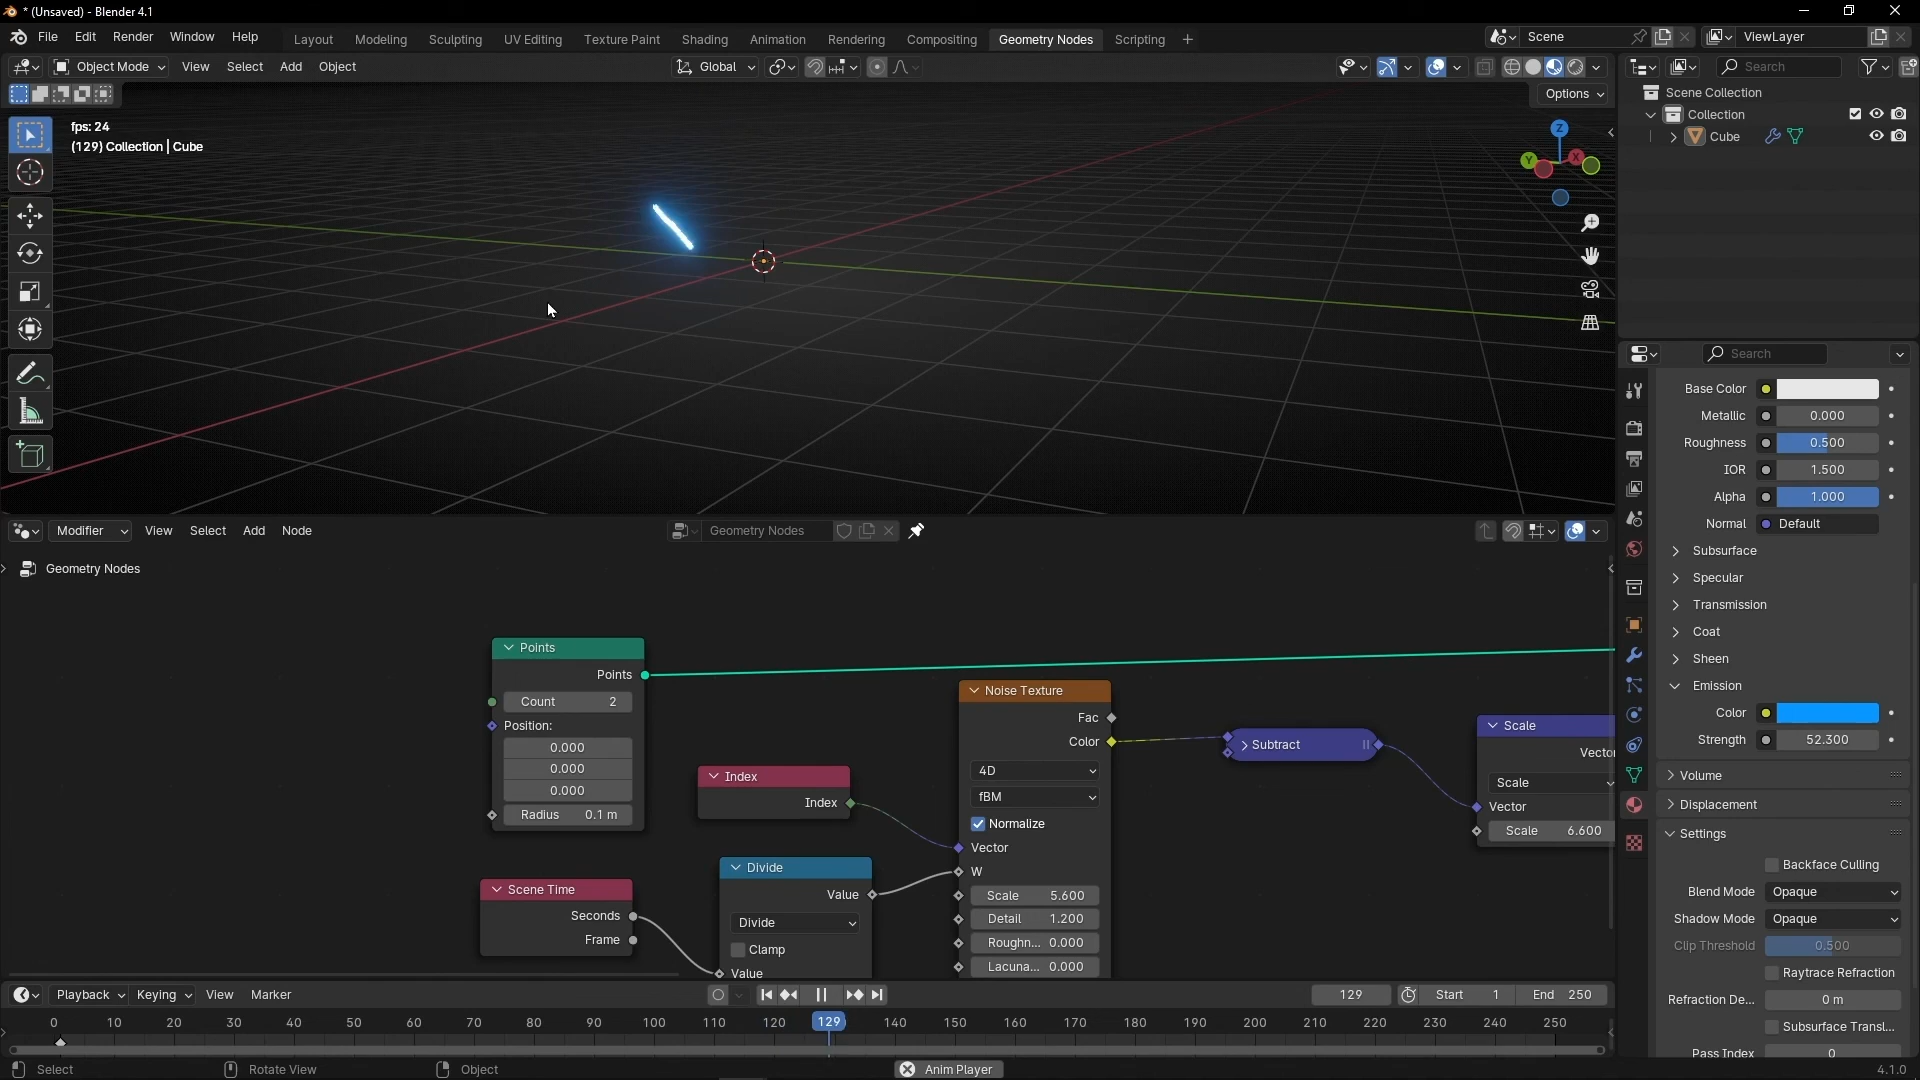 * (Unsaved) - Blender 4.1
File Edit Render Window Help
Layout Modeling Sculpting UV Editing Texture Paint Shading Animation Rendering Compositing Geometry Nodes Scripting +
Scene
ViewLayer
Object Mode View Select Add Object
Global
Search
Options
fps: 24
(129) Collection | Cube
Z
Y
X
Scene Collection
Collection
Cube
Search
Base Color
Metallic 0.000
Roughness 0.500
IOR 1.500
Alpha 1.000
Normal Default
Subsurface
Specular
Transmission
Coat
Sheen
Emission
Color
Strength 52.300
Volume
Displacement
Settings
Backface Culling
Blend Mode Opaque
Shadow Mode Opaque
Clip Threshold 0.500
Raytrace Refraction
Refraction De... 0 m
Subsurface Transl...
Pass Index 0
Modifier View Select Add Node
Geometry Nodes
Geometry Nodes
Points
Points
Count 2
Position:
0.000
0.000
0.000
Radius 0.1 m
Index
Index
Scene Time
Seconds
Frame
Divide
Value
Divide
Clamp
Value
Noise Texture
Fac
Color
4D
fBM
Normalize
Vector
W
Scale 5.600
Detail 1.200
Roughn... 0.000
Lacuna... 0.000
Subtract
Scale
Vector
Scale
Vector
Scale 6.600
Playback Keying View Marker
129
Start 1
End 250
0 10 20 30 40 50 60 70 80 90 100 110 120 129 140 150 160 170 180 190 200 210 220 230 240 250
Select
Rotate View
Object
Anim Player
4.1.0